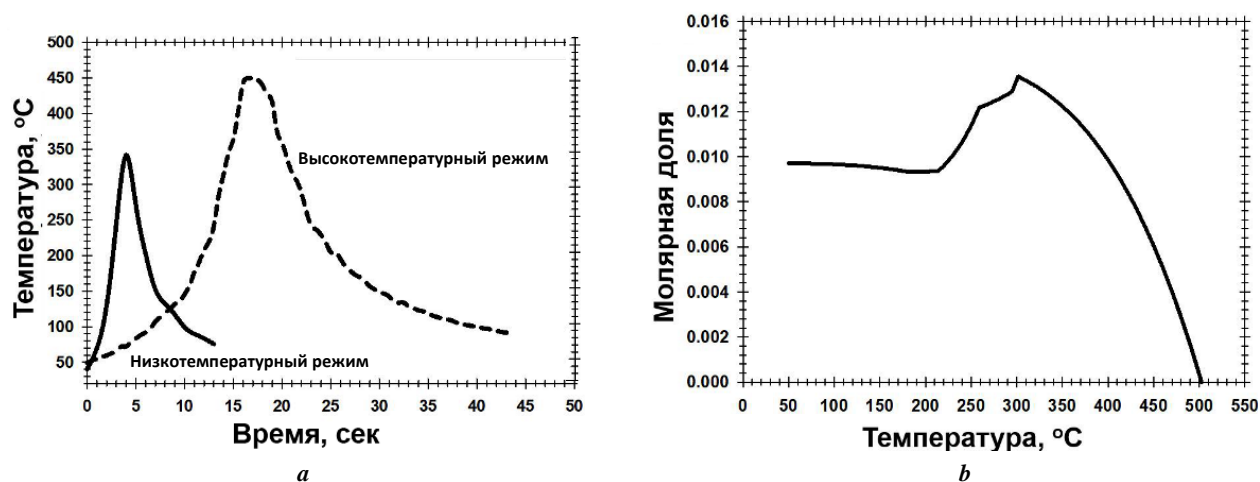 500
450
400
350
300
250
200
150
100
50
Температура, °C
Высокотемпературный режим
Низкотемпературный режим
0 5 10 15 20 25 30 35 40 45 50
Время, сек
a
0.016
0.014
0.012
0.010
0.008
0.006
0.004
0.002
0.000
Молярная доля
0 50 100 150 200 250 300 350 400 450 500 550
Температура, °C
b